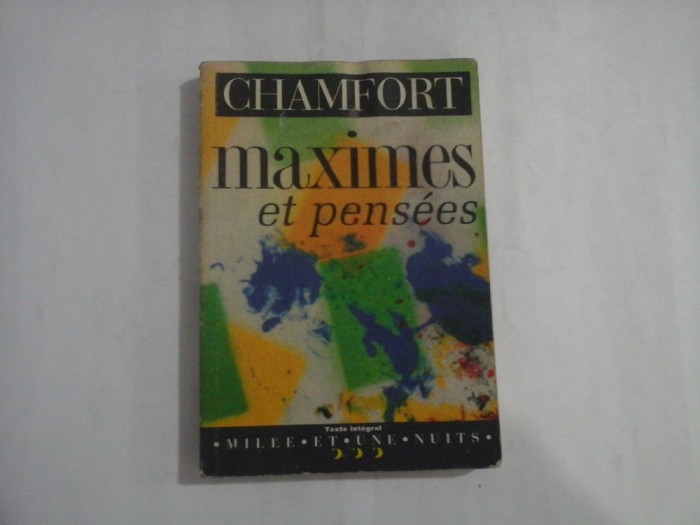 CHAMFORT
maximes
et pensées
Texte intégral
• MILLE • ET • UNE • NUITS •